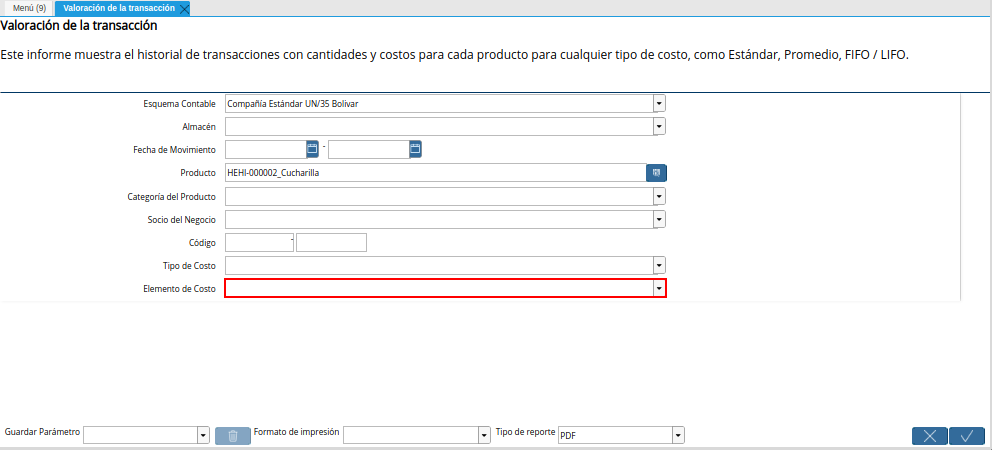 Menú (9) Valoración de la transacción
Valoración de la transacción
Este informe muestra el historial de transacciones con cantidades y costos para cada producto para cualquier tipo de costo, como Estándar, Promedio, FIFO / LIFO.
Esquema Contable Compañía Estándar UN/35 Bolivar
Almacén
Fecha de Movimiento -
Producto HEHI-000002_Cucharilla
Categoría del Producto
Socio del Negocio
Código -
Tipo de Costo
Elemento de Costo
Guardar Parámetro Formato de impresión Tipo de reporte PDF